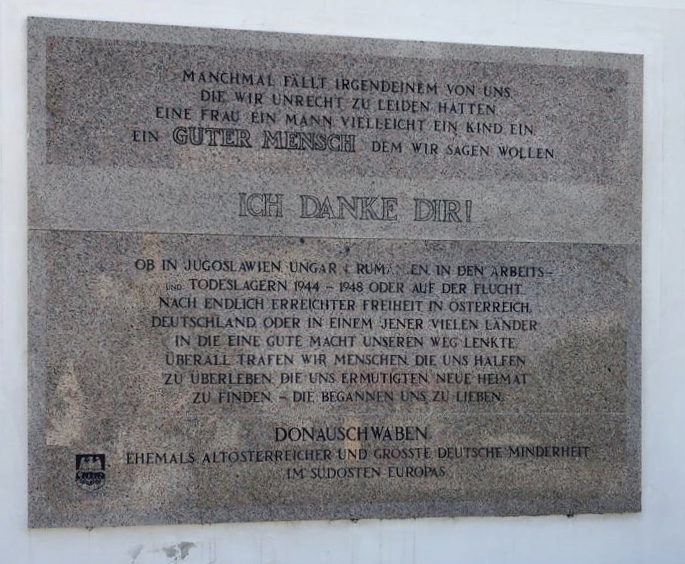 MANCHMAL FÄLLT IRGENDEINEM VON UNS
DIE WIR UNRECHT ZU LEIDEN HATTEN
EINE FRAU EIN MANN VIELLEICHT EIN KIND EIN
EIN GUTER MENSCH DEM WIR SAGEN WOLLEN
ICH DANKE DIR!
OB IN JUGOSLAWIEN UNGARN RUMÄNIEN IN DEN ARBEITS-
UND TODESLAGERN 1944 - 1948 ODER AUF DER FLUCHT
NACH ENDLICH ERREICHTER FREIHEIT IN ÖSTERREICH,
DEUTSCHLAND ODER IN EINEM JENER VIELEN LÄNDER
IN DIE EINE GUTE MACHT UNSEREN WEG LENKTE
ÜBERALL TRAFEN WIR MENSCHEN DIE UNS HALFEN
ZU ÜBERLEBEN DIE UNS ERMUTIGTEN NEUE HEIMAT
ZU FINDEN - DIE BEGANNEN UNS ZU LIEBEN.
DONAUSCHWABEN
EHEMALS ALTÖSTERREICHER UND GRÖSSTE DEUTSCHE MINDERHEIT
IM SÜDOSTEN EUROPAS